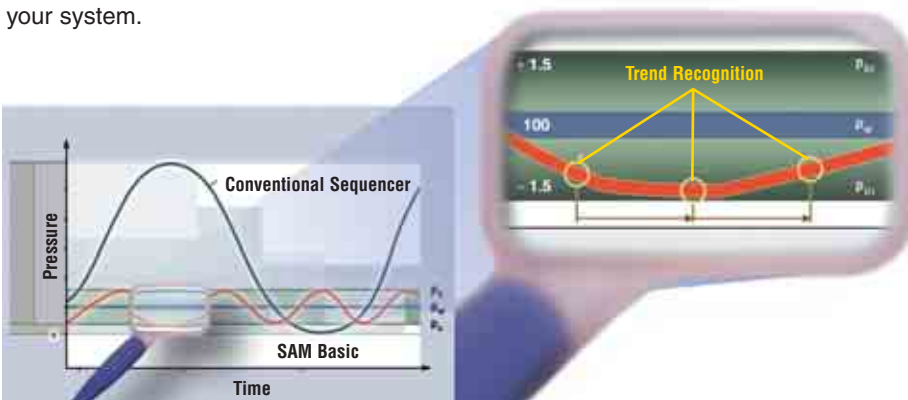 your system.
+ 1.5
Trend Recognition
100
- 1.5
Conventional Sequencer
Pressure
SAM Basic
Time